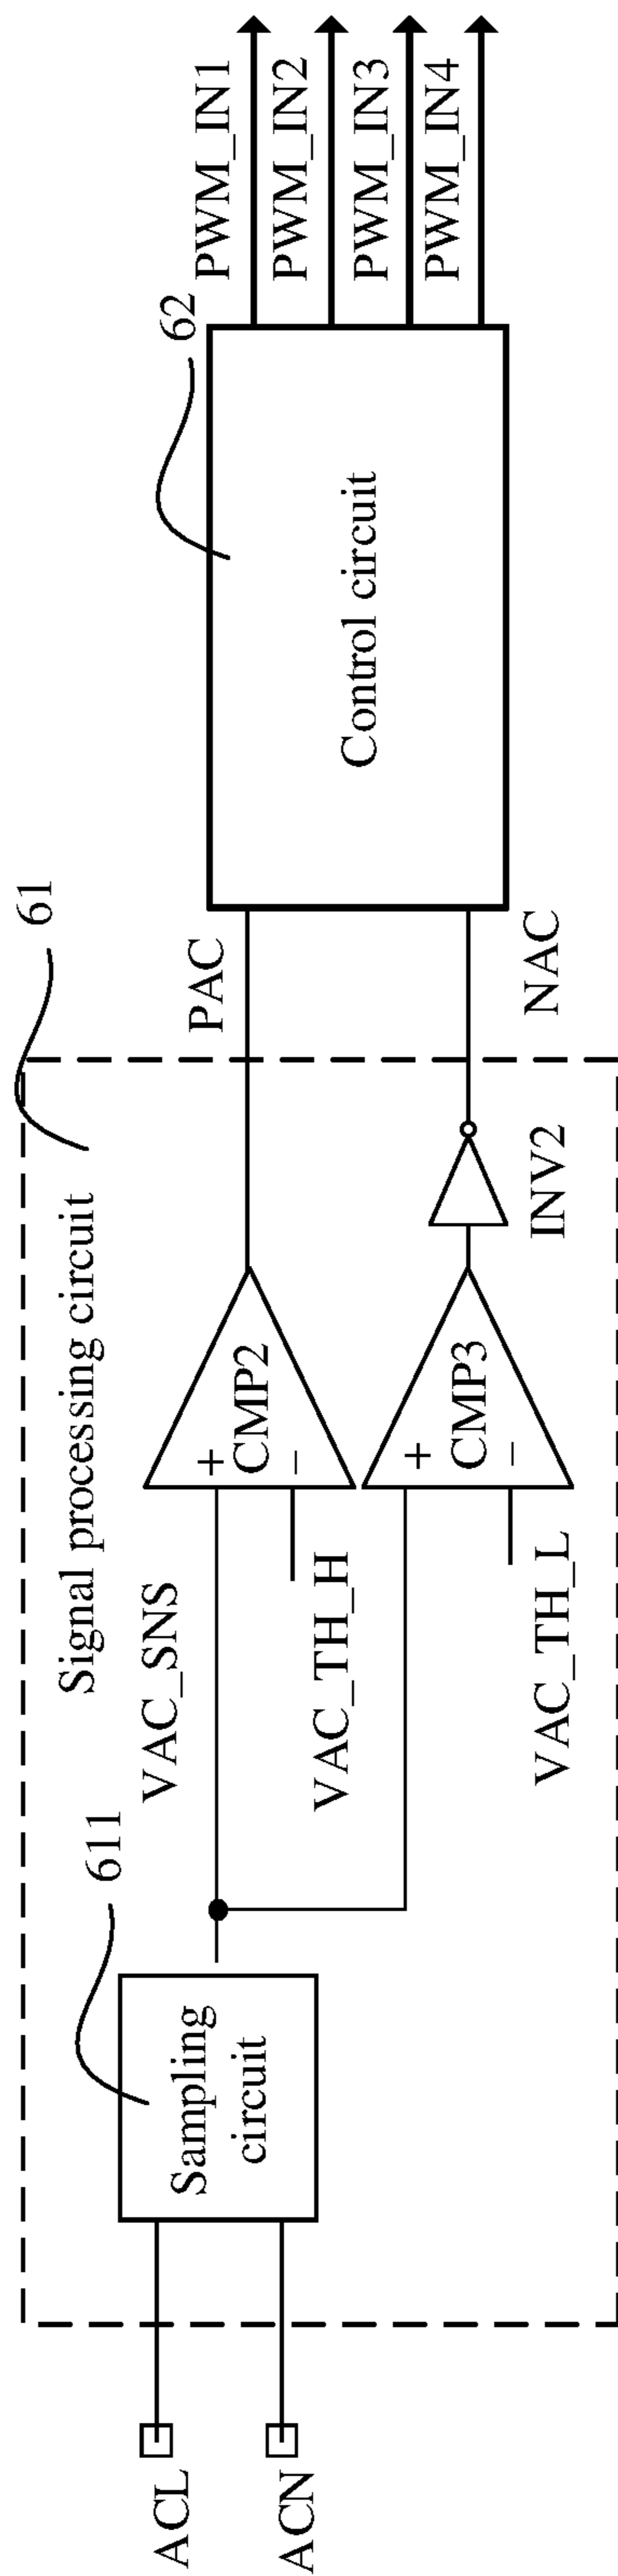 ACL
ACN
611
Sampling
circuit
Signal processing circuit
61
VAC_SNS
VAC_TH_H
VAC_TH_L
+
CMP2
−
+
CMP3
−
INV2
PAC
NAC
62
Control circuit
PWM_IN1
PWM_IN2
PWM_IN3
PWM_IN4